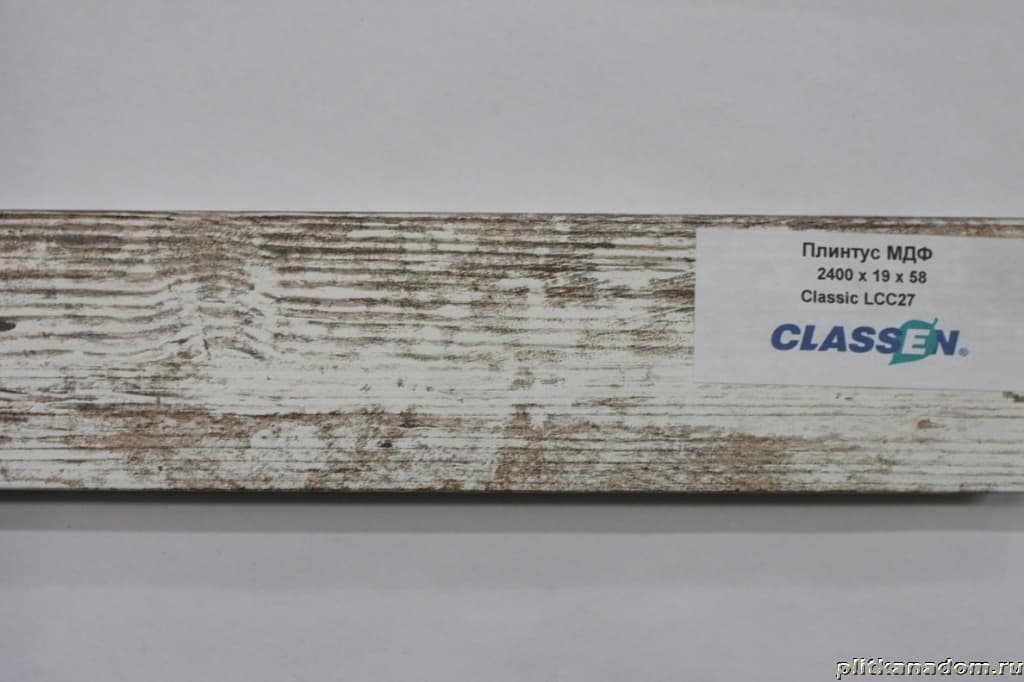 Плинтус МДФ
2400 x 19 x 58
Classic LCC27
CLASSEN®
plitkanadom.ru